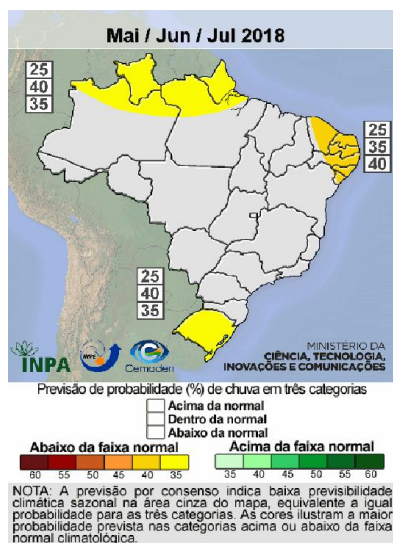 Mai / Jun / Jul 2018
25
40
35
25
35
40
25
40
35
INPA
INPE
Cemaden
MINISTÉRIO DA
CIÊNCIA, TECNOLOGIA,
INOVAÇÕES E COMUNICAÇÕES
Previsão de probabilidade (%) de chuva em três categorias
Acima da normal
Dentro da normal
Abaixo da normal
Abaixo da faixa normal
Acima da faixa normal
60 55 50 45 40 35
35 40 45 50 55 60
NOTA: A previsão por consenso indica baixa previsibilidade
climática sazonal na área cinza do mapa, equivalente a igual
probabilidade para as três categorias. As cores ilustram a maior
probabilidade prevista nas categorias acima ou abaixo da faixa
normal climatológica.